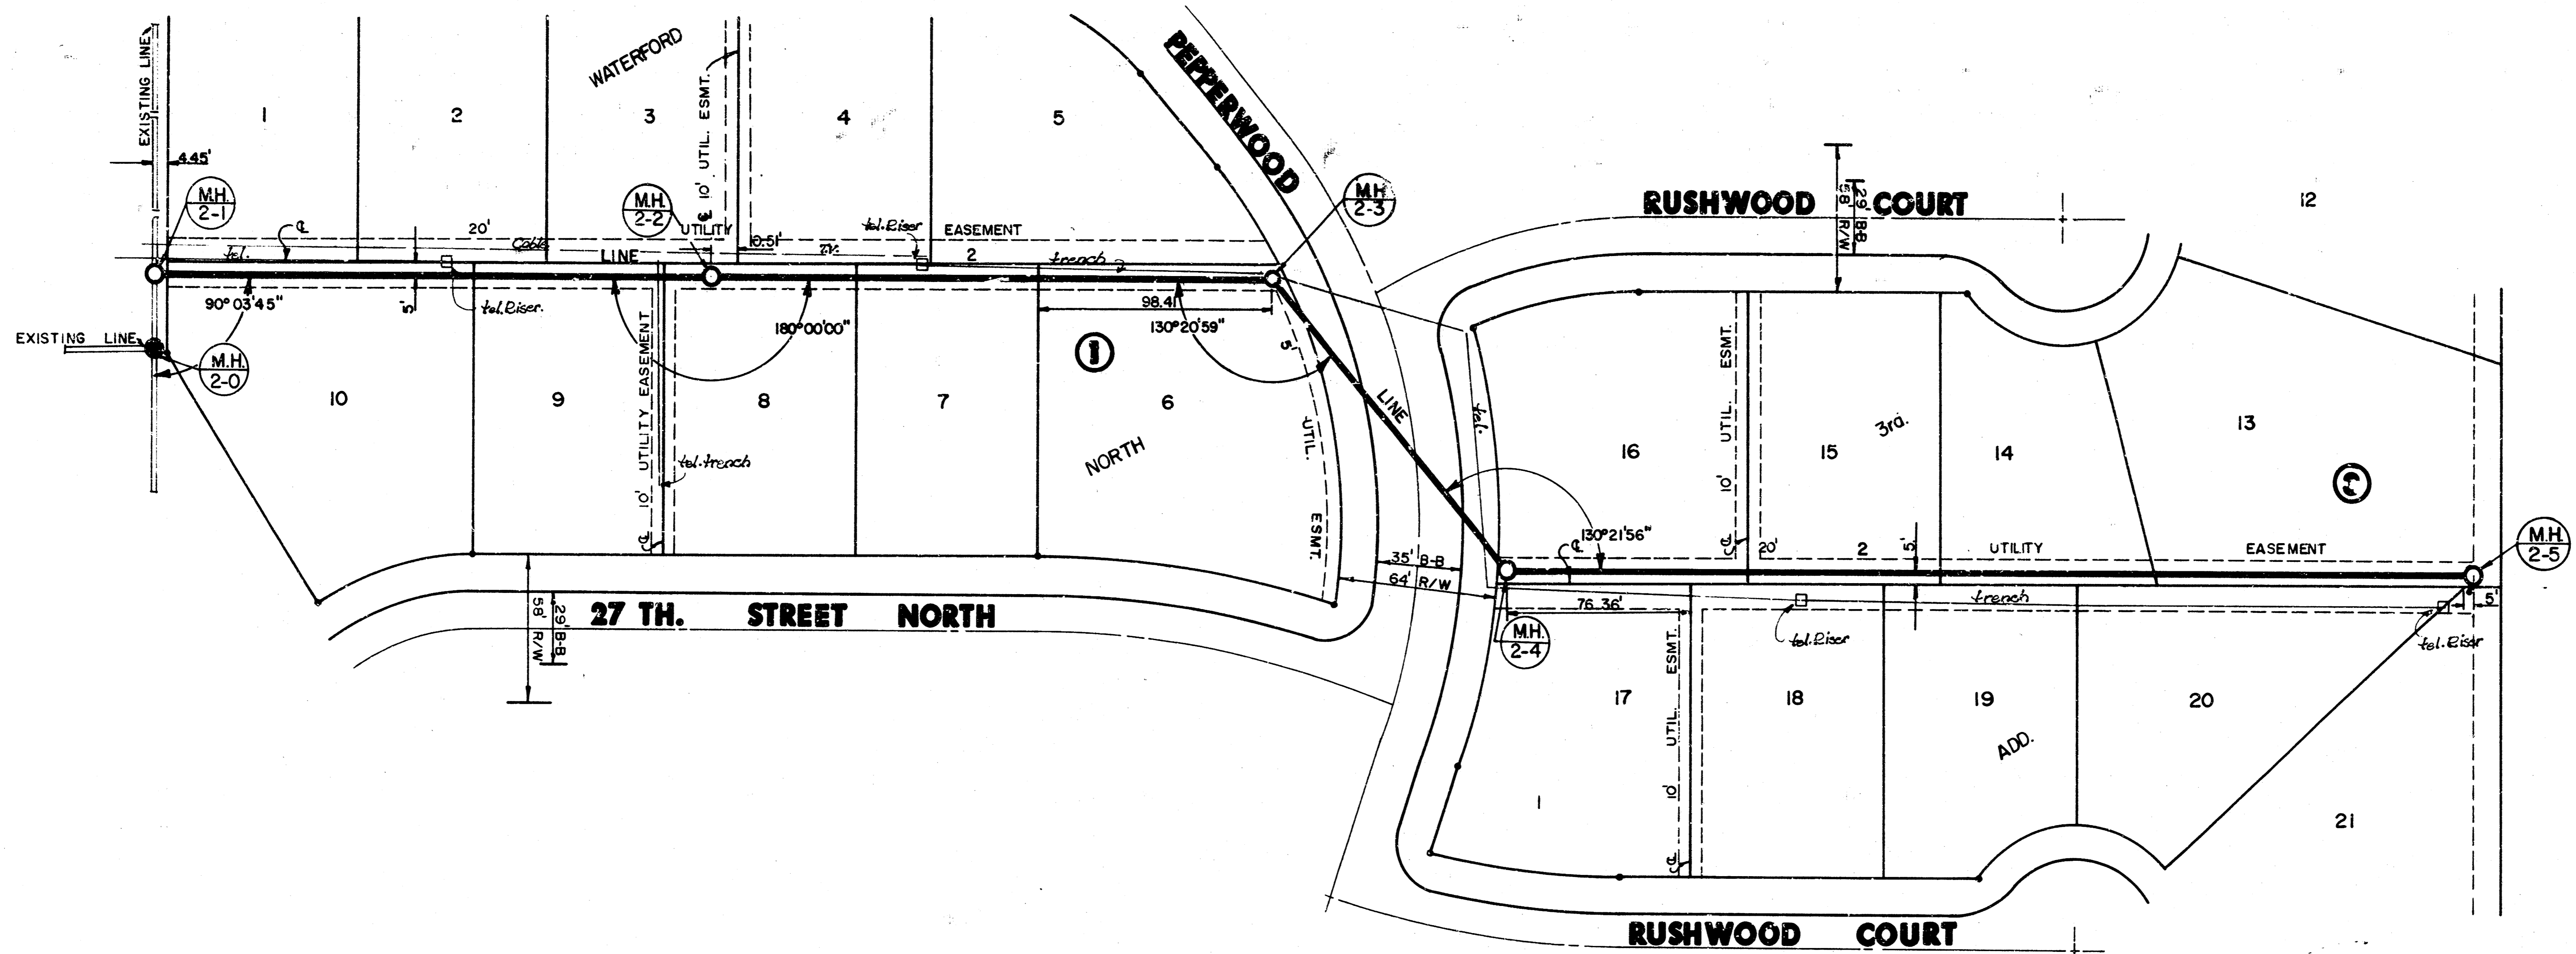 EXISTING LINE
WATERFORD
PEPPERWOOD
1
2
3
4
5
10' UTIL. ESMT.
4.45'
M.H.
2-1
M.H.
2-2
M.H.
2-3
RUSHWOOD COURT
29' B-B
58' R/W
12
20'
UTILITY
EASEMENT
tel. Riser
tel.
℄
Cable
LINE
10.51'
T.V.
2
trench
90° 03' 45"
5'
tel. Riser.
180° 00' 00"
98.41'
130° 20' 59"
EXISTING LINE
M.H.
2-0
10
9
8
7
6
5'
UTIL.
ESMT.
10' UTILITY EASEMENT
℄
tel. trench
NORTH
LINE
tel.
16
15
3rd.
14
13
10' UTIL. ESMT.
℄
130° 21' 56"
℄
20'
2
5'
UTILITY
EASEMENT
M.H.
2-5
35' B-B
64' R/W
27 TH. STREET NORTH
29' B-B
58' R/W
76.36'
trench
5'
M.H.
2-4
tel. Riser
tel. Riser
10' UTIL. ESMT.
℄
17
18
19
20
ADD.
1
21
RUSHWOOD COURT